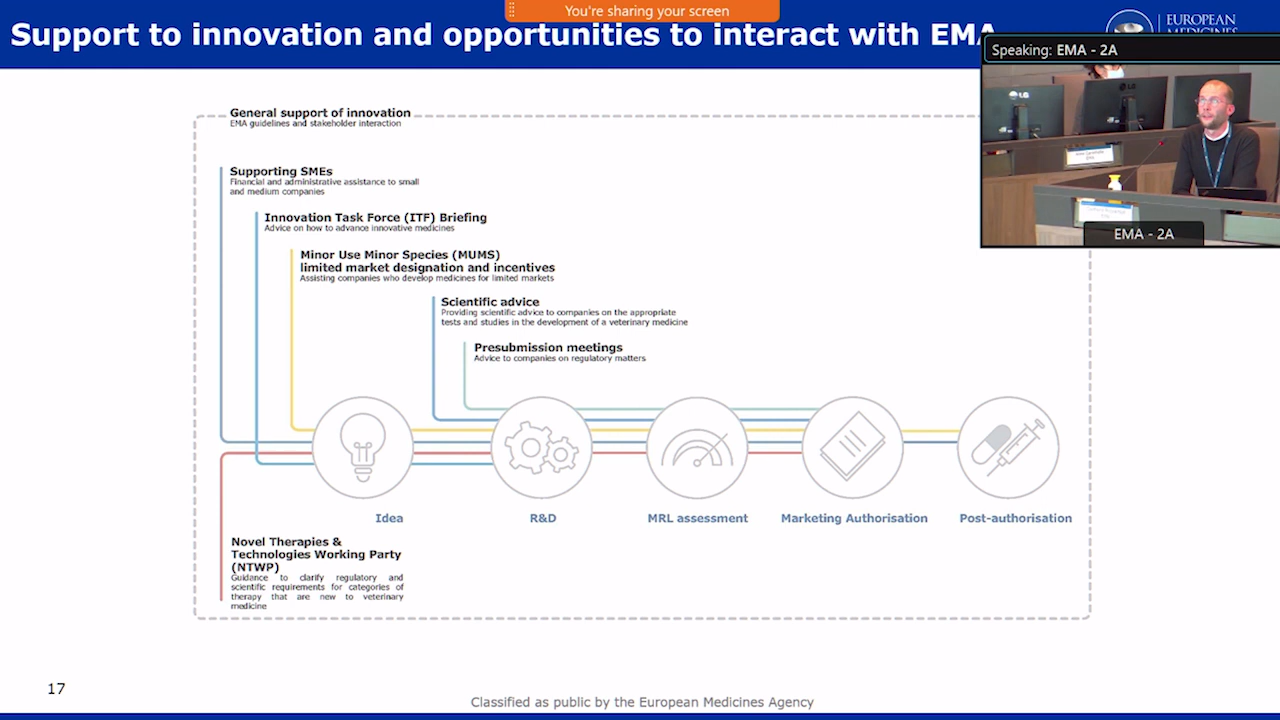 You're sharing your screen
Support to innovation and opportunities to interact with EMA
EUROPEAN
MEDICINES
Speaking: EMA - 2A
LG
LG
EMA - 2A
General support of innovation
EMA guidelines and stakeholder interaction
Supporting SMEs
Financial and administrative assistance to small
and medium companies
Innovation Task Force (ITF) Briefing
Advice on how to advance innovative medicines
Minor Use Minor Species (MUMS)
limited market designation and incentives
Assisting companies who develop medicines for limited markets
Scientific advice
Providing scientific advice to companies on the appropriate
tests and studies in the development of a veterinary medicine
Presubmission meetings
Advice to companies on regulatory matters
Idea
R&D
MRL assessment
Marketing Authorisation
Post-authorisation
Novel Therapies &
Technologies Working Party
(NTWP)
Guidance to clarify regulatory and
scientific requirements for categories of
therapy that are new to veterinary
medicine
17
Classified as public by the European Medicines Agency